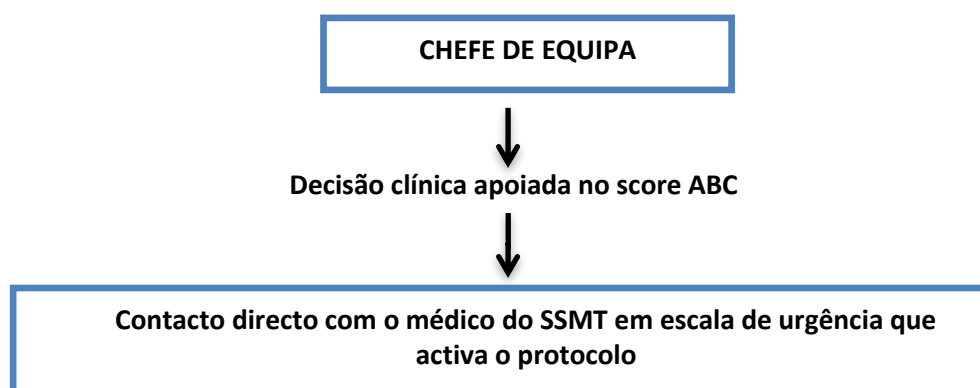 CHEFE DE EQUIPA
Decisão clínica apoiada no score ABC
Contacto directo com o médico do SSMT em escala de urgência que
activa o protocolo